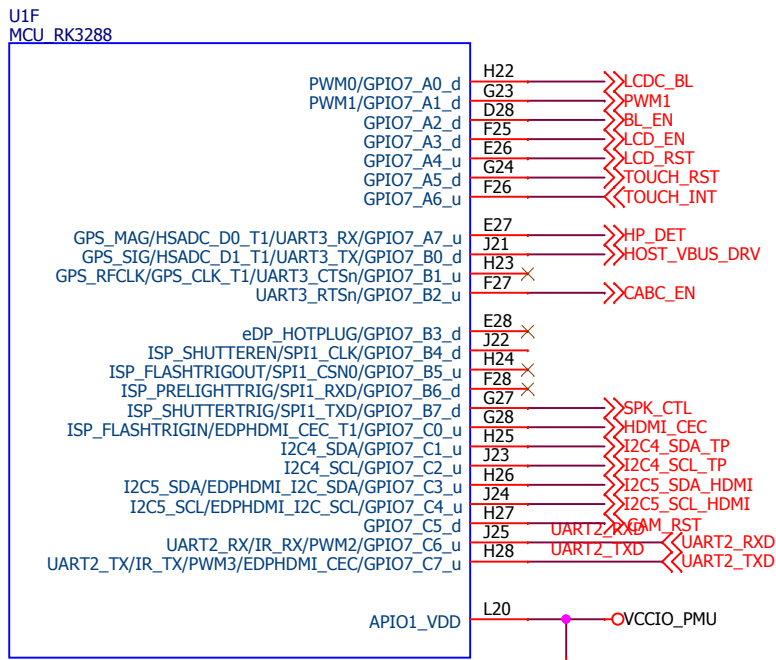 U1F
MCU_RK3288
PWM0/GPIO7_A0_d H22 LCDC_BL
PWM1/GPIO7_A1_d G23 PWM1
GPIO7_A2_d D28 BL_EN
GPIO7_A3_d F25 LCD_EN
GPIO7_A4_u E26 LCD_RST
GPIO7_A5_d G24 TOUCH_RST
GPIO7_A6_u F26 TOUCH_INT
GPS_MAG/HSADC_D0_T1/UART3_RX/GPIO7_A7_u E27 HP_DET
GPS_SIG/HSADC_D1_T1/UART3_TX/GPIO7_B0_d J21 HOST_VBUS_DRV
GPS_RFCLK/GPS_CLK_T1/UART3_CTSn/GPIO7_B1_u H23
UART3_RTSn/GPIO7_B2_u F27 CABC_EN
eDP_HOTPLUG/GPIO7_B3_d E28
ISP_SHUTTEREN/SPI1_CLK/GPIO7_B4_d J22
ISP_FLASHTRIGOUT/SPI1_CSN0/GPIO7_B5_u H24
ISP_PRELIGHTTRIG/SPI1_RXD/GPIO7_B6_d F28
ISP_SHUTTERTRIG/SPI1_TXD/GPIO7_B7_d G27 SPK_CTL
ISP_FLASHTRIGIN/EDPHDMI_CEC_T1/GPIO7_C0_u G28 HDMI_CEC
I2C4_SDA/GPIO7_C1_u H25 I2C4_SDA_TP
I2C4_SCL/GPIO7_C2_u J23 I2C4_SCL_TP
I2C5_SDA/EDPHDMI_I2C_SDA/GPIO7_C3_u H26 I2C5_SDA_HDMI
I2C5_SCL/EDPHDMI_I2C_SCL/GPIO7_C4_u J24 I2C5_SCL_HDMI
GPIO7_C5_d H27 CAM_RST
UART2_RX/IR_RX/PWM2/GPIO7_C6_u J25 UART2_RXD UART2_RXD
UART2_TX/IR_TX/PWM3/EDPHDMI_CEC/GPIO7_C7_u H28 UART2_TXD UART2_TXD
APIO1_VDD L20 VCCIO_PMU